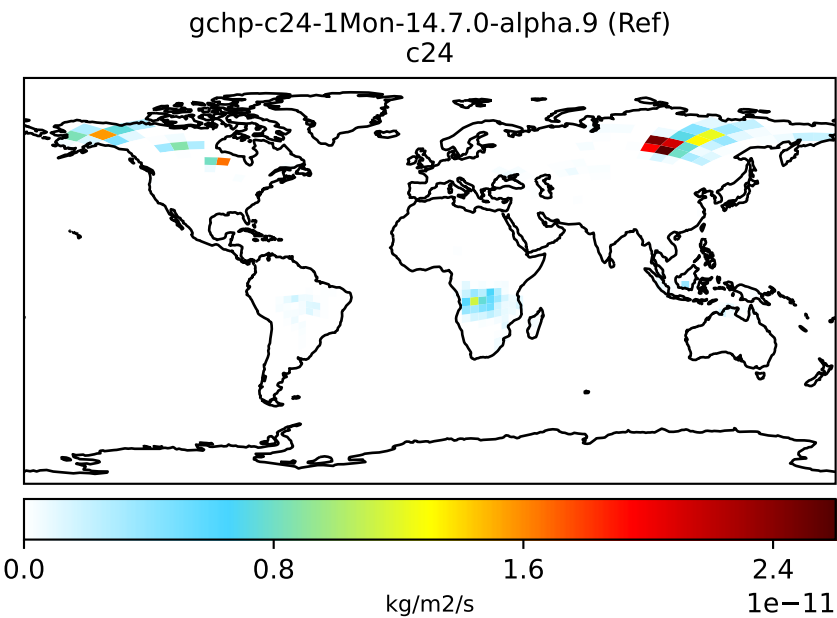 gchp-c24-1Mon-14.7.0-alpha.9 (Ref)
c24
0.0 0.8 1.6 2.4
1e−11
kg/m2/s